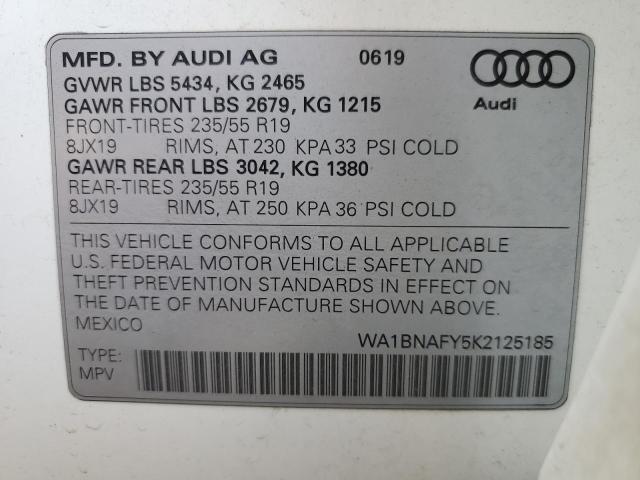 MFD. BY AUDI AG 0619
GVWR LBS 5434, KG 2465
GAWR FRONT LBS 2679, KG 1215
FRONT-TIRES 235/55 R19
8JX19 RIMS, AT 230 KPA 33 PSI COLD
GAWR REAR LBS 3042, KG 1380
REAR-TIRES 235/55 R19
8JX19 RIMS, AT 250 KPA 36 PSI COLD
Audi
THIS VEHICLE CONFORMS TO ALL APPLICABLE
U.S. FEDERAL MOTOR VEHICLE SAFETY AND
THEFT PREVENTION STANDARDS IN EFFECT ON
THE DATE OF MANUFACTURE SHOWN ABOVE.
MEXICO
WA1BNAFY5K2125185
TYPE:
MPV